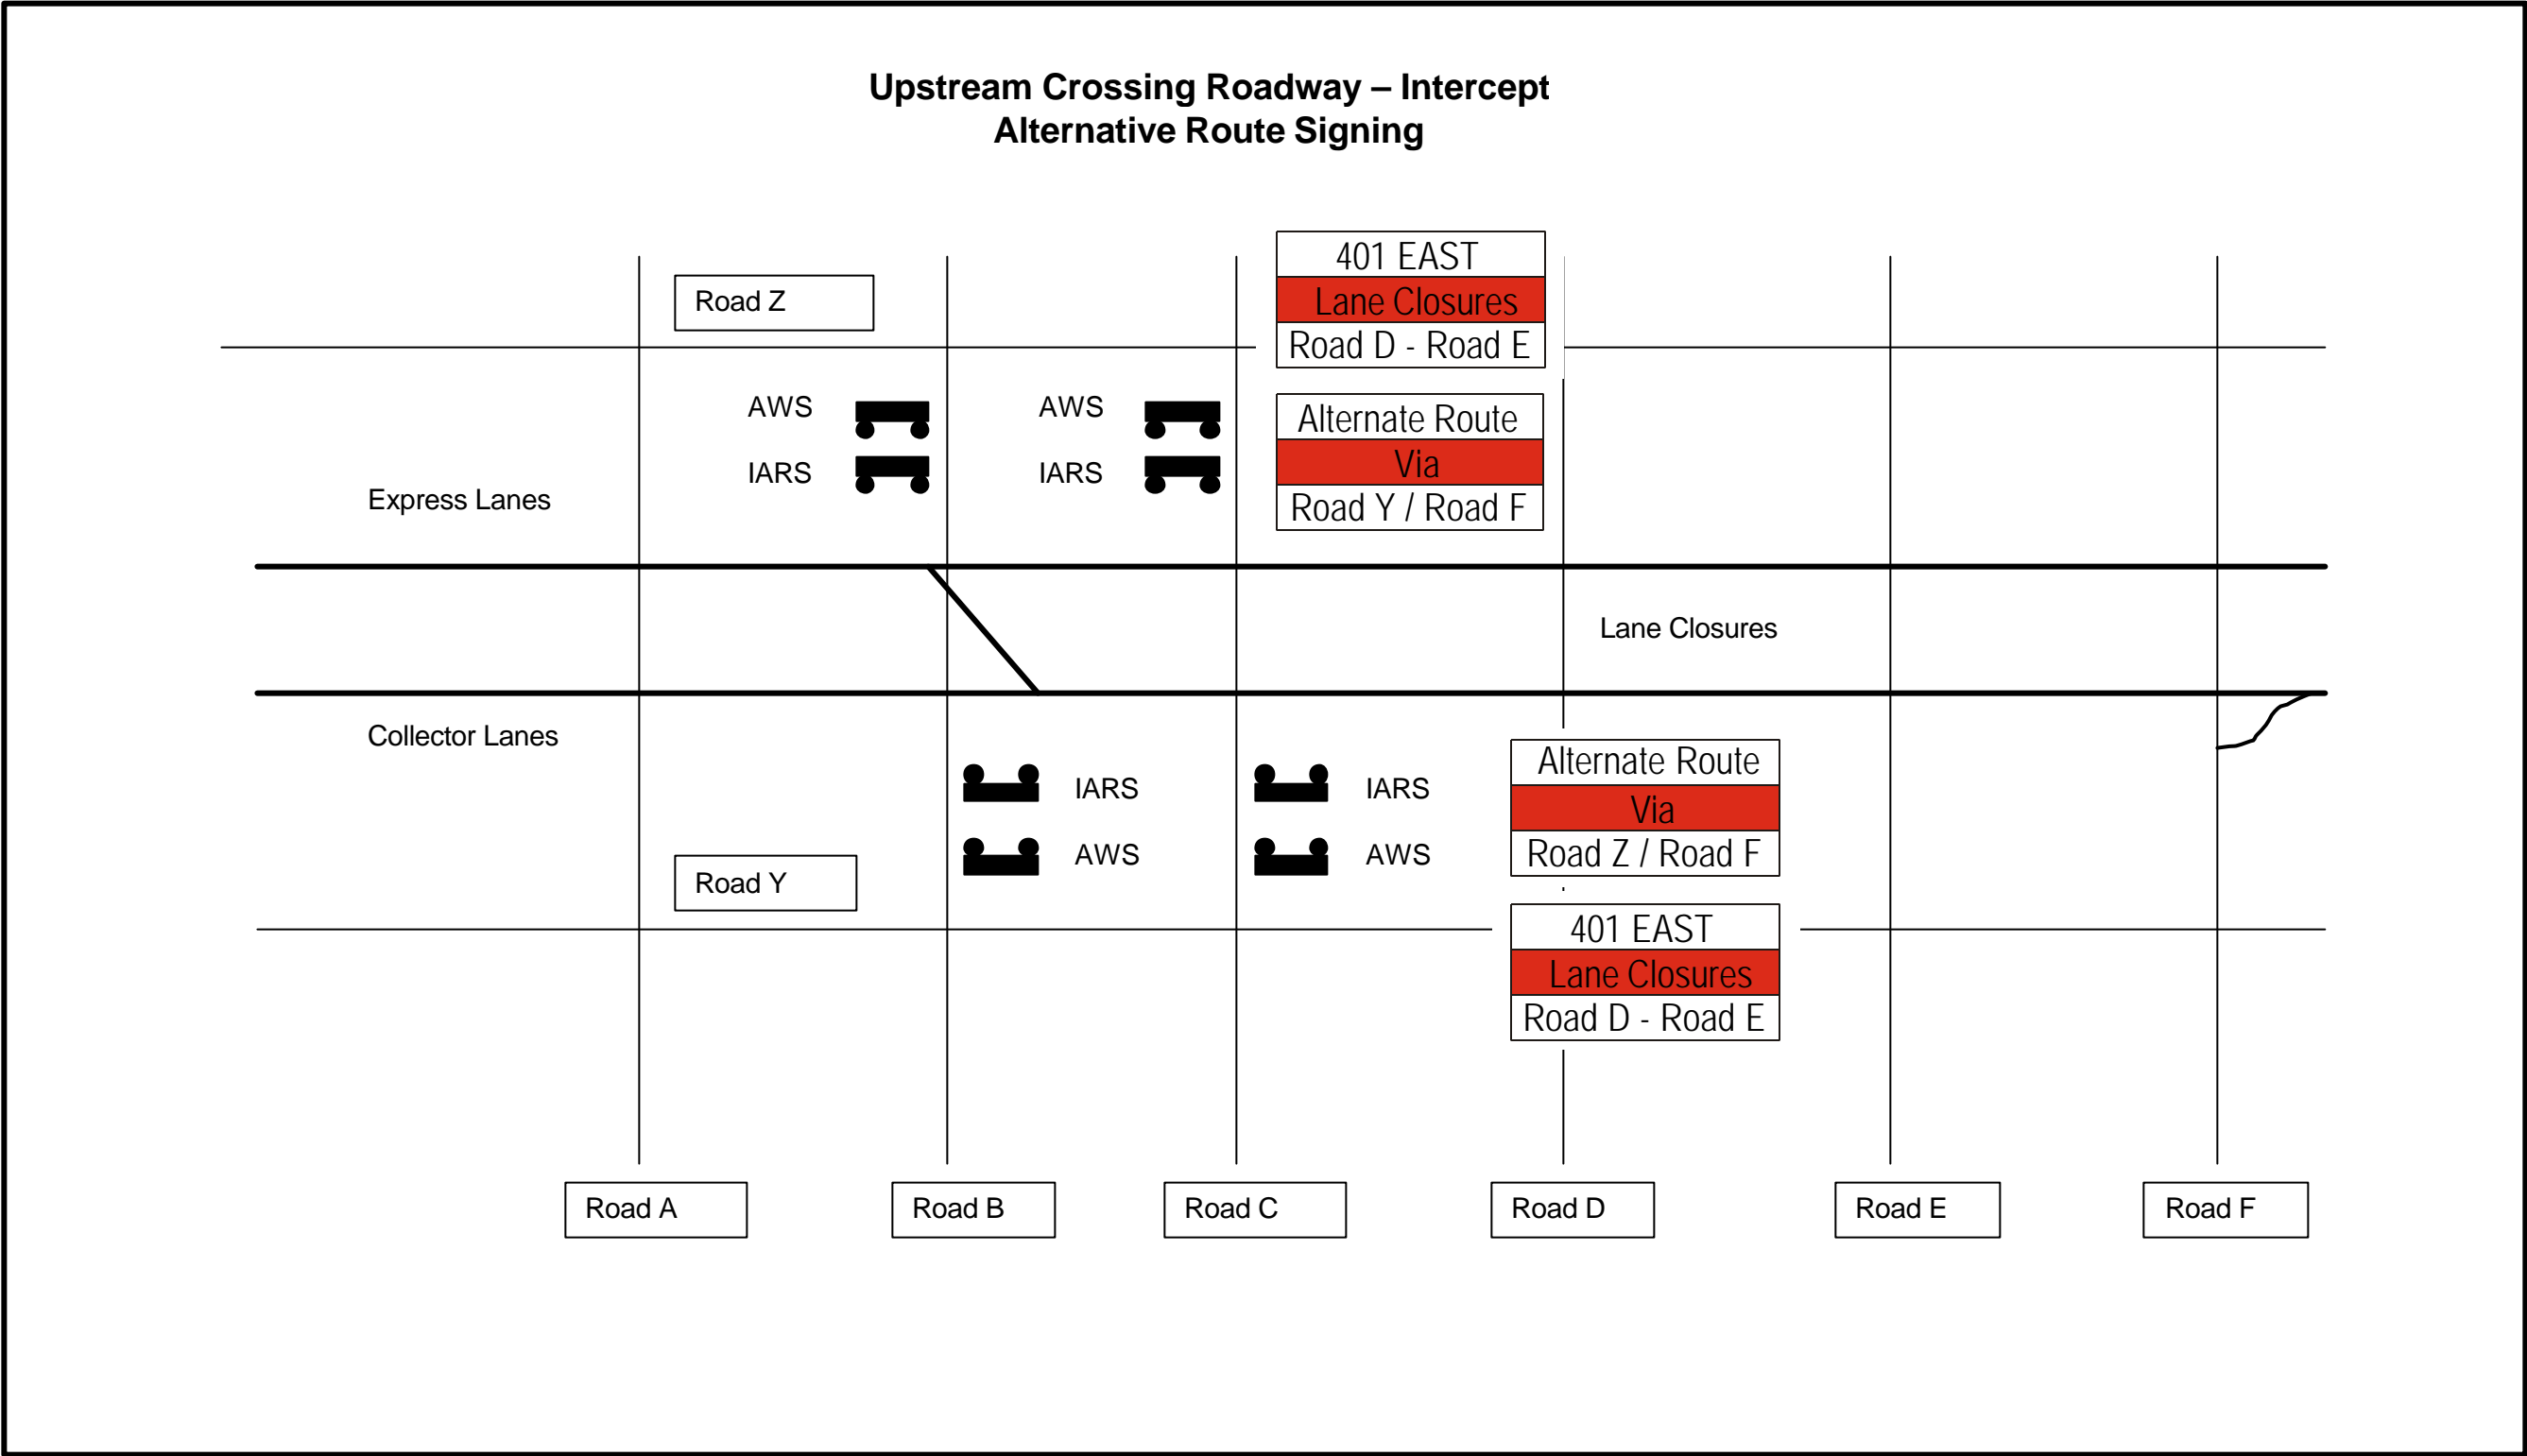 Upstream Crossing Roadway – Intercept
Alternative Route Signing
401 EAST
Lane Closures
Road D - Road E
Road Z
AWS
AWS
Alternate Route
Via
Road Y / Road F
IARS
IARS
Express Lanes
Lane Closures
Collector Lanes
IARS
IARS
Alternate Route
Via
Road Z / Road F
AWS
AWS
Road Y
401 EAST
Lane Closures
Road D - Road E
Road A
Road B
Road C
Road D
Road E
Road F